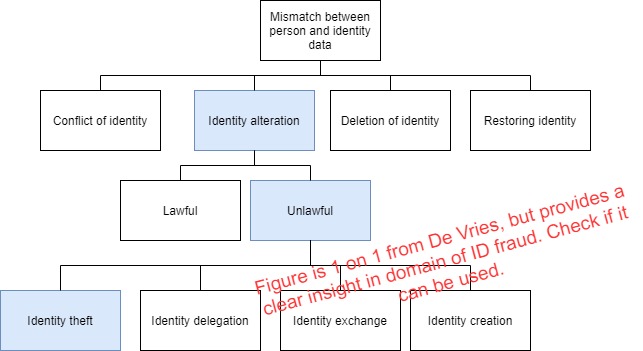 Mismatch between
person and identity
data
Conflict of identity
Identity alteration
Deletion of identity
Restoring identity
Lawful
Unlawful
Figure is 1 on 1 from De Vries, but provides a
clear insight in domain of ID fraud. Check if it
can be used.
Identity theft
Identity delegation
Identity exchange
Identity creation